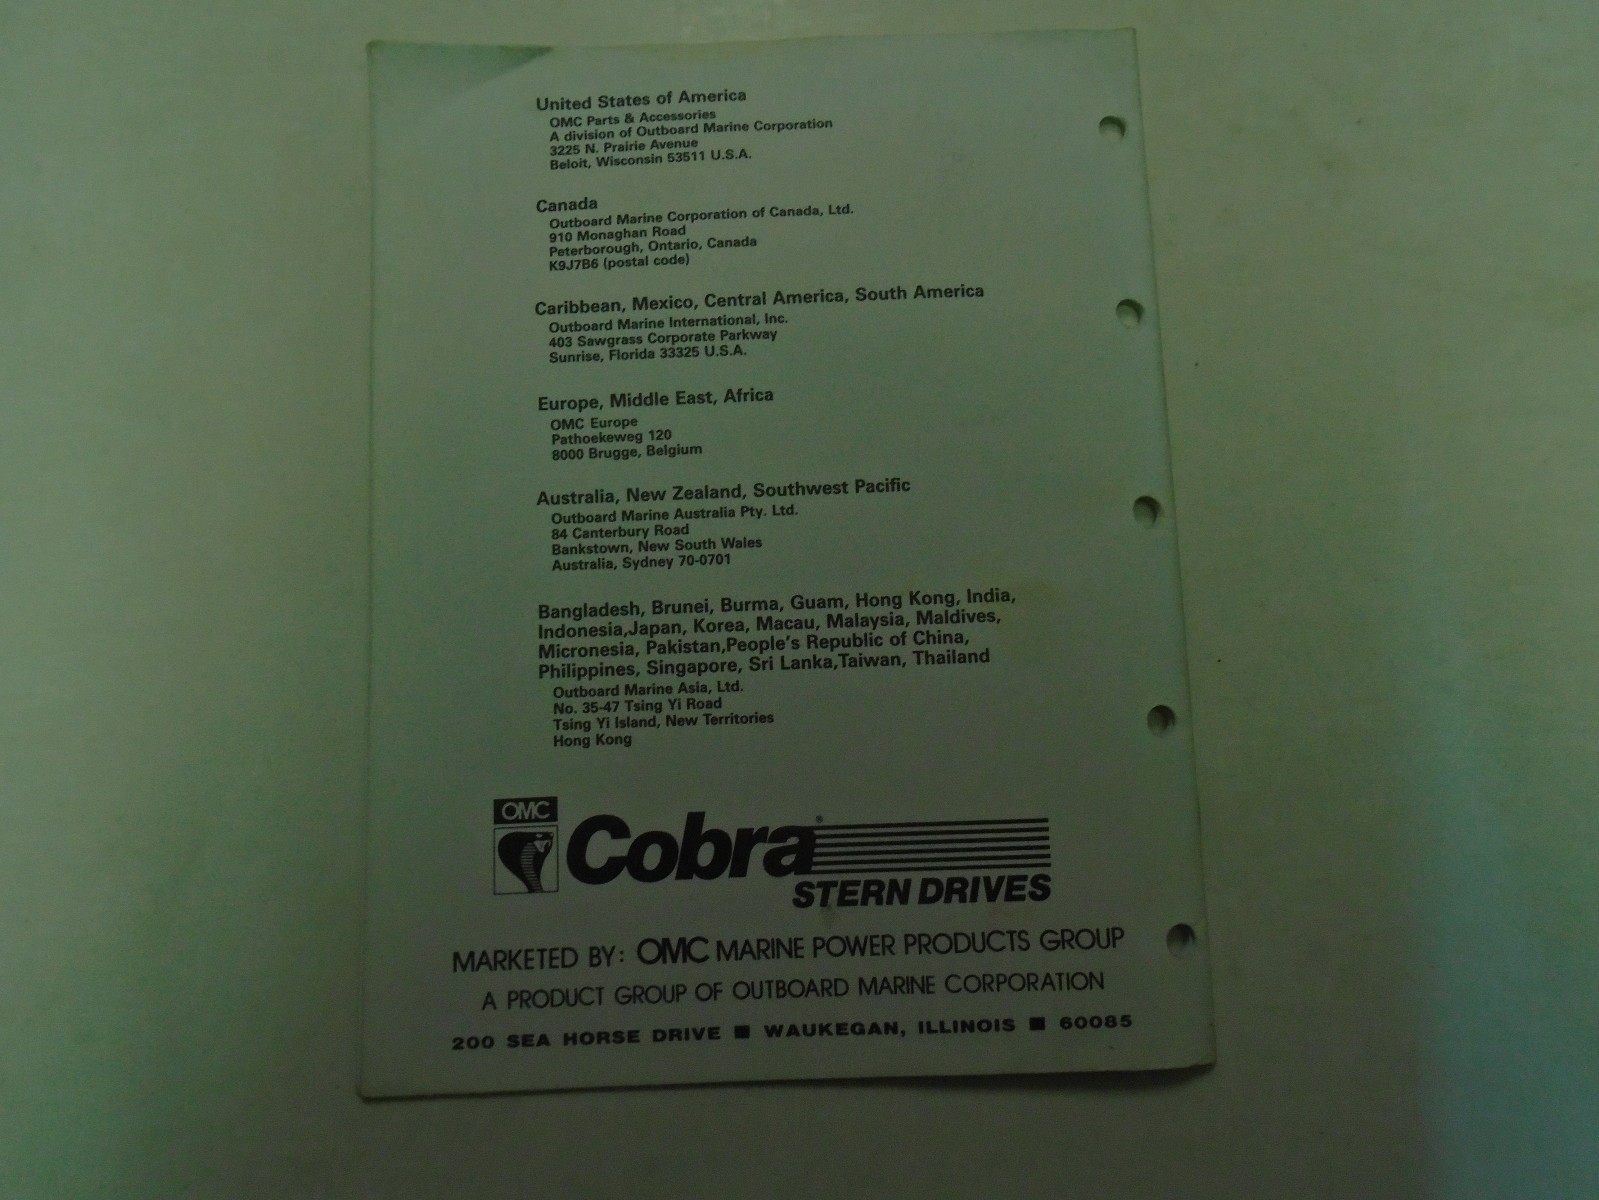 United States of America
OMC Parts & Accessories
A division of Outboard Marine Corporation
3225 N. Prairie Avenue
Beloit, Wisconsin 53511 U.S.A.
Canada
Outboard Marine Corporation of Canada, Ltd.
910 Monaghan Road
Peterborough, Ontario, Canada
K9J7B6 (postal code)
Caribbean, Mexico, Central America, South America
Outboard Marine International, Inc.
403 Sawgrass Corporate Parkway
Sunrise, Florida 33325 U.S.A.
Europe, Middle East, Africa
OMC Europe
Pathoekeweg 120
8000 Brugge, Belgium
Australia, New Zealand, Southwest Pacific
Outboard Marine Australia Pty. Ltd.
84 Canterbury Road
Bankstown, New South Wales
Australia, Sydney 70-0701
Bangladesh, Brunei, Burma, Guam, Hong Kong, India,
Indonesia,Japan, Korea, Macau, Malaysia, Maldives,
Micronesia, Pakistan,People's Republic of China,
Philippines, Singapore, Sri Lanka,Taiwan, Thailand
Outboard Marine Asia, Ltd.
No. 35-47 Tsing Yi Road
Tsing Yi Island, New Territories
Hong Kong
OMC
Cobra®
STERN DRIVES
MARKETED BY: OMC MARINE POWER PRODUCTS GROUP
A PRODUCT GROUP OF OUTBOARD MARINE CORPORATION
200 SEA HORSE DRIVE ■ WAUKEGAN, ILLINOIS ■ 60085